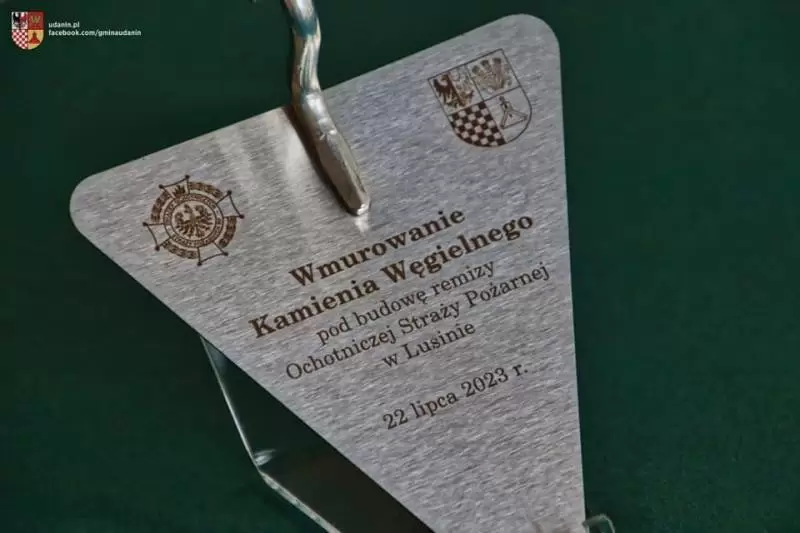 udanin.pl
facebook.com/gminaudanin
Wmurowanie
Kamienia Węgielnego
pod budowę remizy
Ochotniczej Straży Pożarnej
w Lusinie
22 lipca 2023 r.